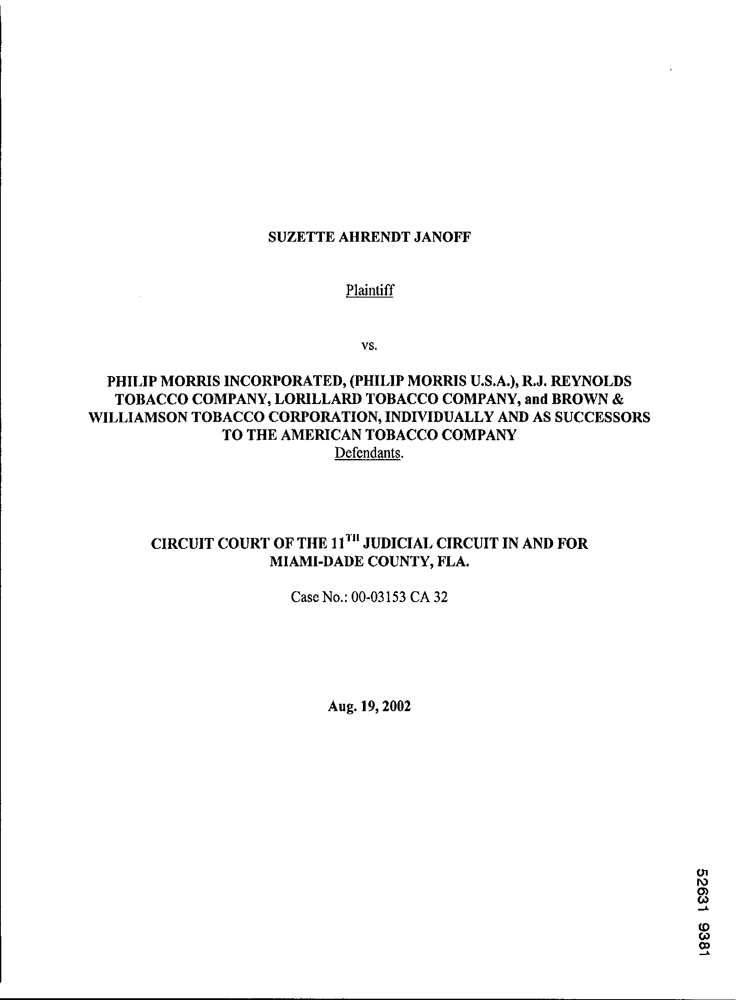 SUZETTE AHRENDT JANOFF
Plaintiff
vs.
PHILIP MORRIS INCORPORATED, (PHILIP MORRIS U.S.A.), R.J. REYNOLDS
TOBACCO COMPANY, LORILLARD TOBACCO COMPANY, and BROWN &
WILLIAMSON TOBACCO CORPORATION, INDIVIDUALLY AND AS SUCCESSORS
TO THE AMERICAN TOBACCO COMPANY
Defendants.
CIRCUIT COURT OF THE 11TH JUDICIAL CIRCUIT IN AND FOR
MIAMI-DADE COUNTY, FLA.
Case No.: 00-03153 CA 32
Aug. 19, 2002
52631 9381